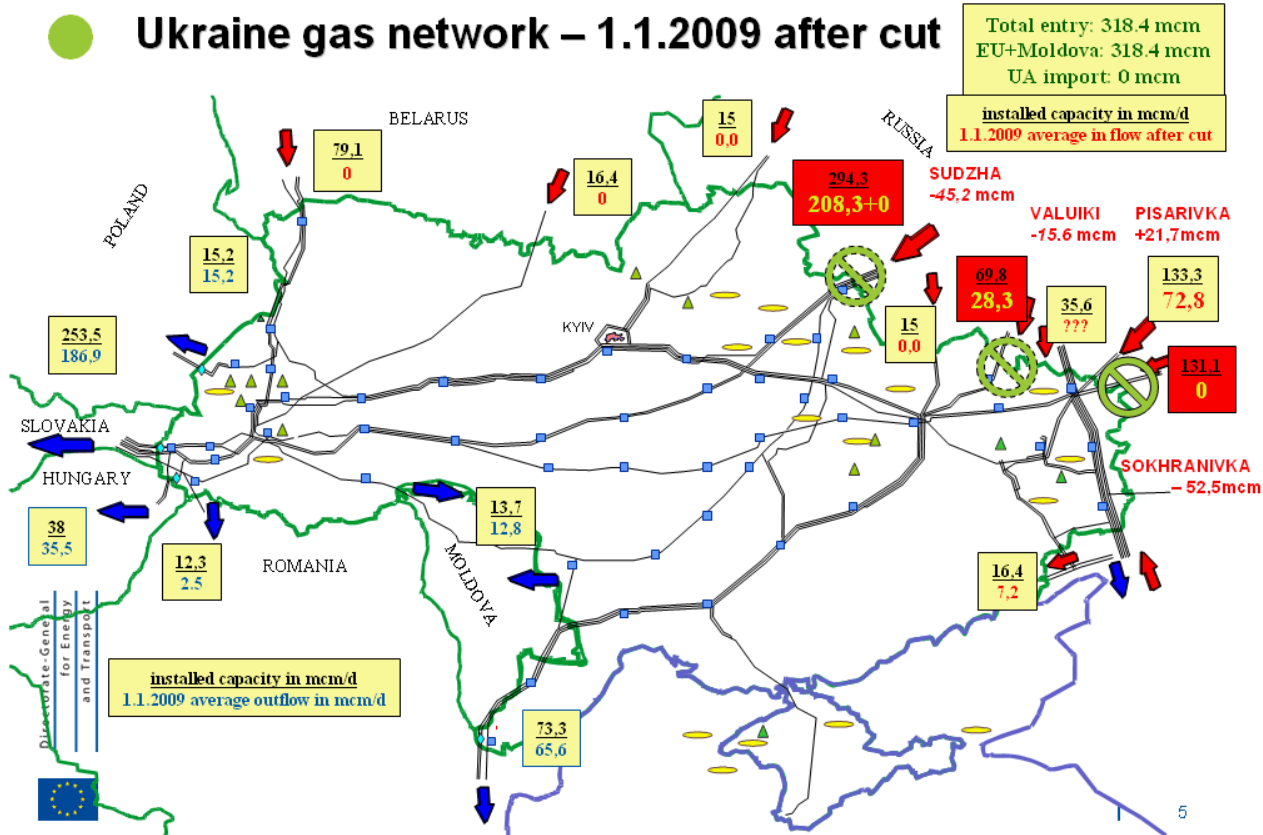 Ukraine gas network – 1.1.2009 after cut
Total entry: 318.4 mcm
EU+Moldova: 318.4 mcm
UA import: 0 mcm
installed capacity in mcm/d
1.1.2009 average in flow after cut
BELARUS
RUSSIA
POLAND
79,1
0
16,4
0
15
0,0
294,3
208,3+0
SUDZHA
-45,2 mcm
VALUIKI
-15.6 mcm
PISARIVKA
+21,7mcm
15,2
15,2
253,5
186,9
KYIV
15
0,0
69,8
28,3
35,6
???
133,3
72,8
131,1
0
SLOVAKIA
HUNGARY
SOKHRANIVKA
– 52,5mcm
38
35,5
12,3
2.5
ROMANIA
MOLDOVA
13,7
12,8
16,4
7,2
Directorate-General
for Energy
and Transport
installed capacity in mcm/d
1.1.2009 average outflow in mcm/d
73,3
65,6
5